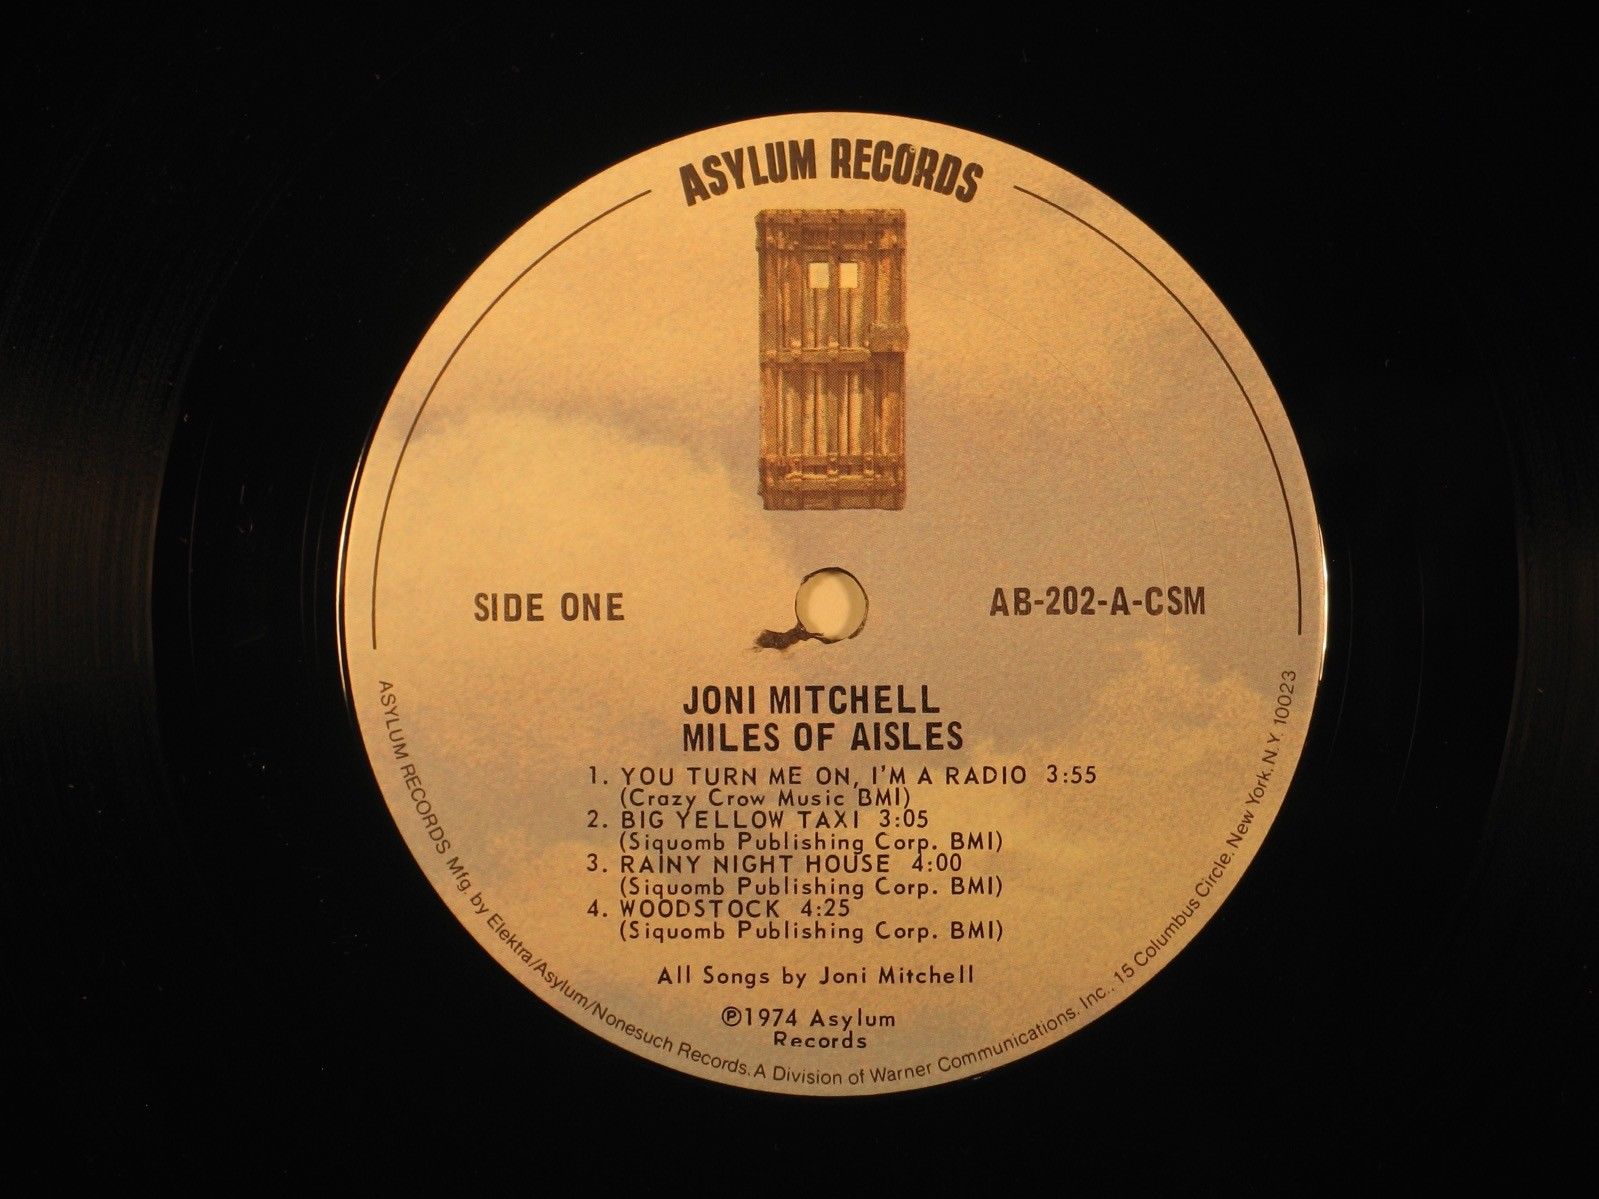 ASYLUM RECORDS
SIDE ONE
AB-202-A-CSM
JONI MITCHELL
MILES OF AISLES
1. YOU TURN ME ON, I'M A RADIO 3:55
(Crazy Crow Music BMI)
2. BIG YELLOW TAXI 3:05
(Siquomb Publishing Corp. BMI)
3. RAINY NIGHT HOUSE 4:00
(Siquomb Publishing Corp. BMI)
4. WOODSTOCK 4:25
(Siquomb Publishing Corp. BMI)
All Songs by Joni Mitchell
℗1974 Asylum
Records
ASYLUM RECORDS Mfg. by Elektra/Asylum/Nonesuch Records. A Division of Warner Communications. Inc., 15 Columbus Circle. New York. N.Y. 10023